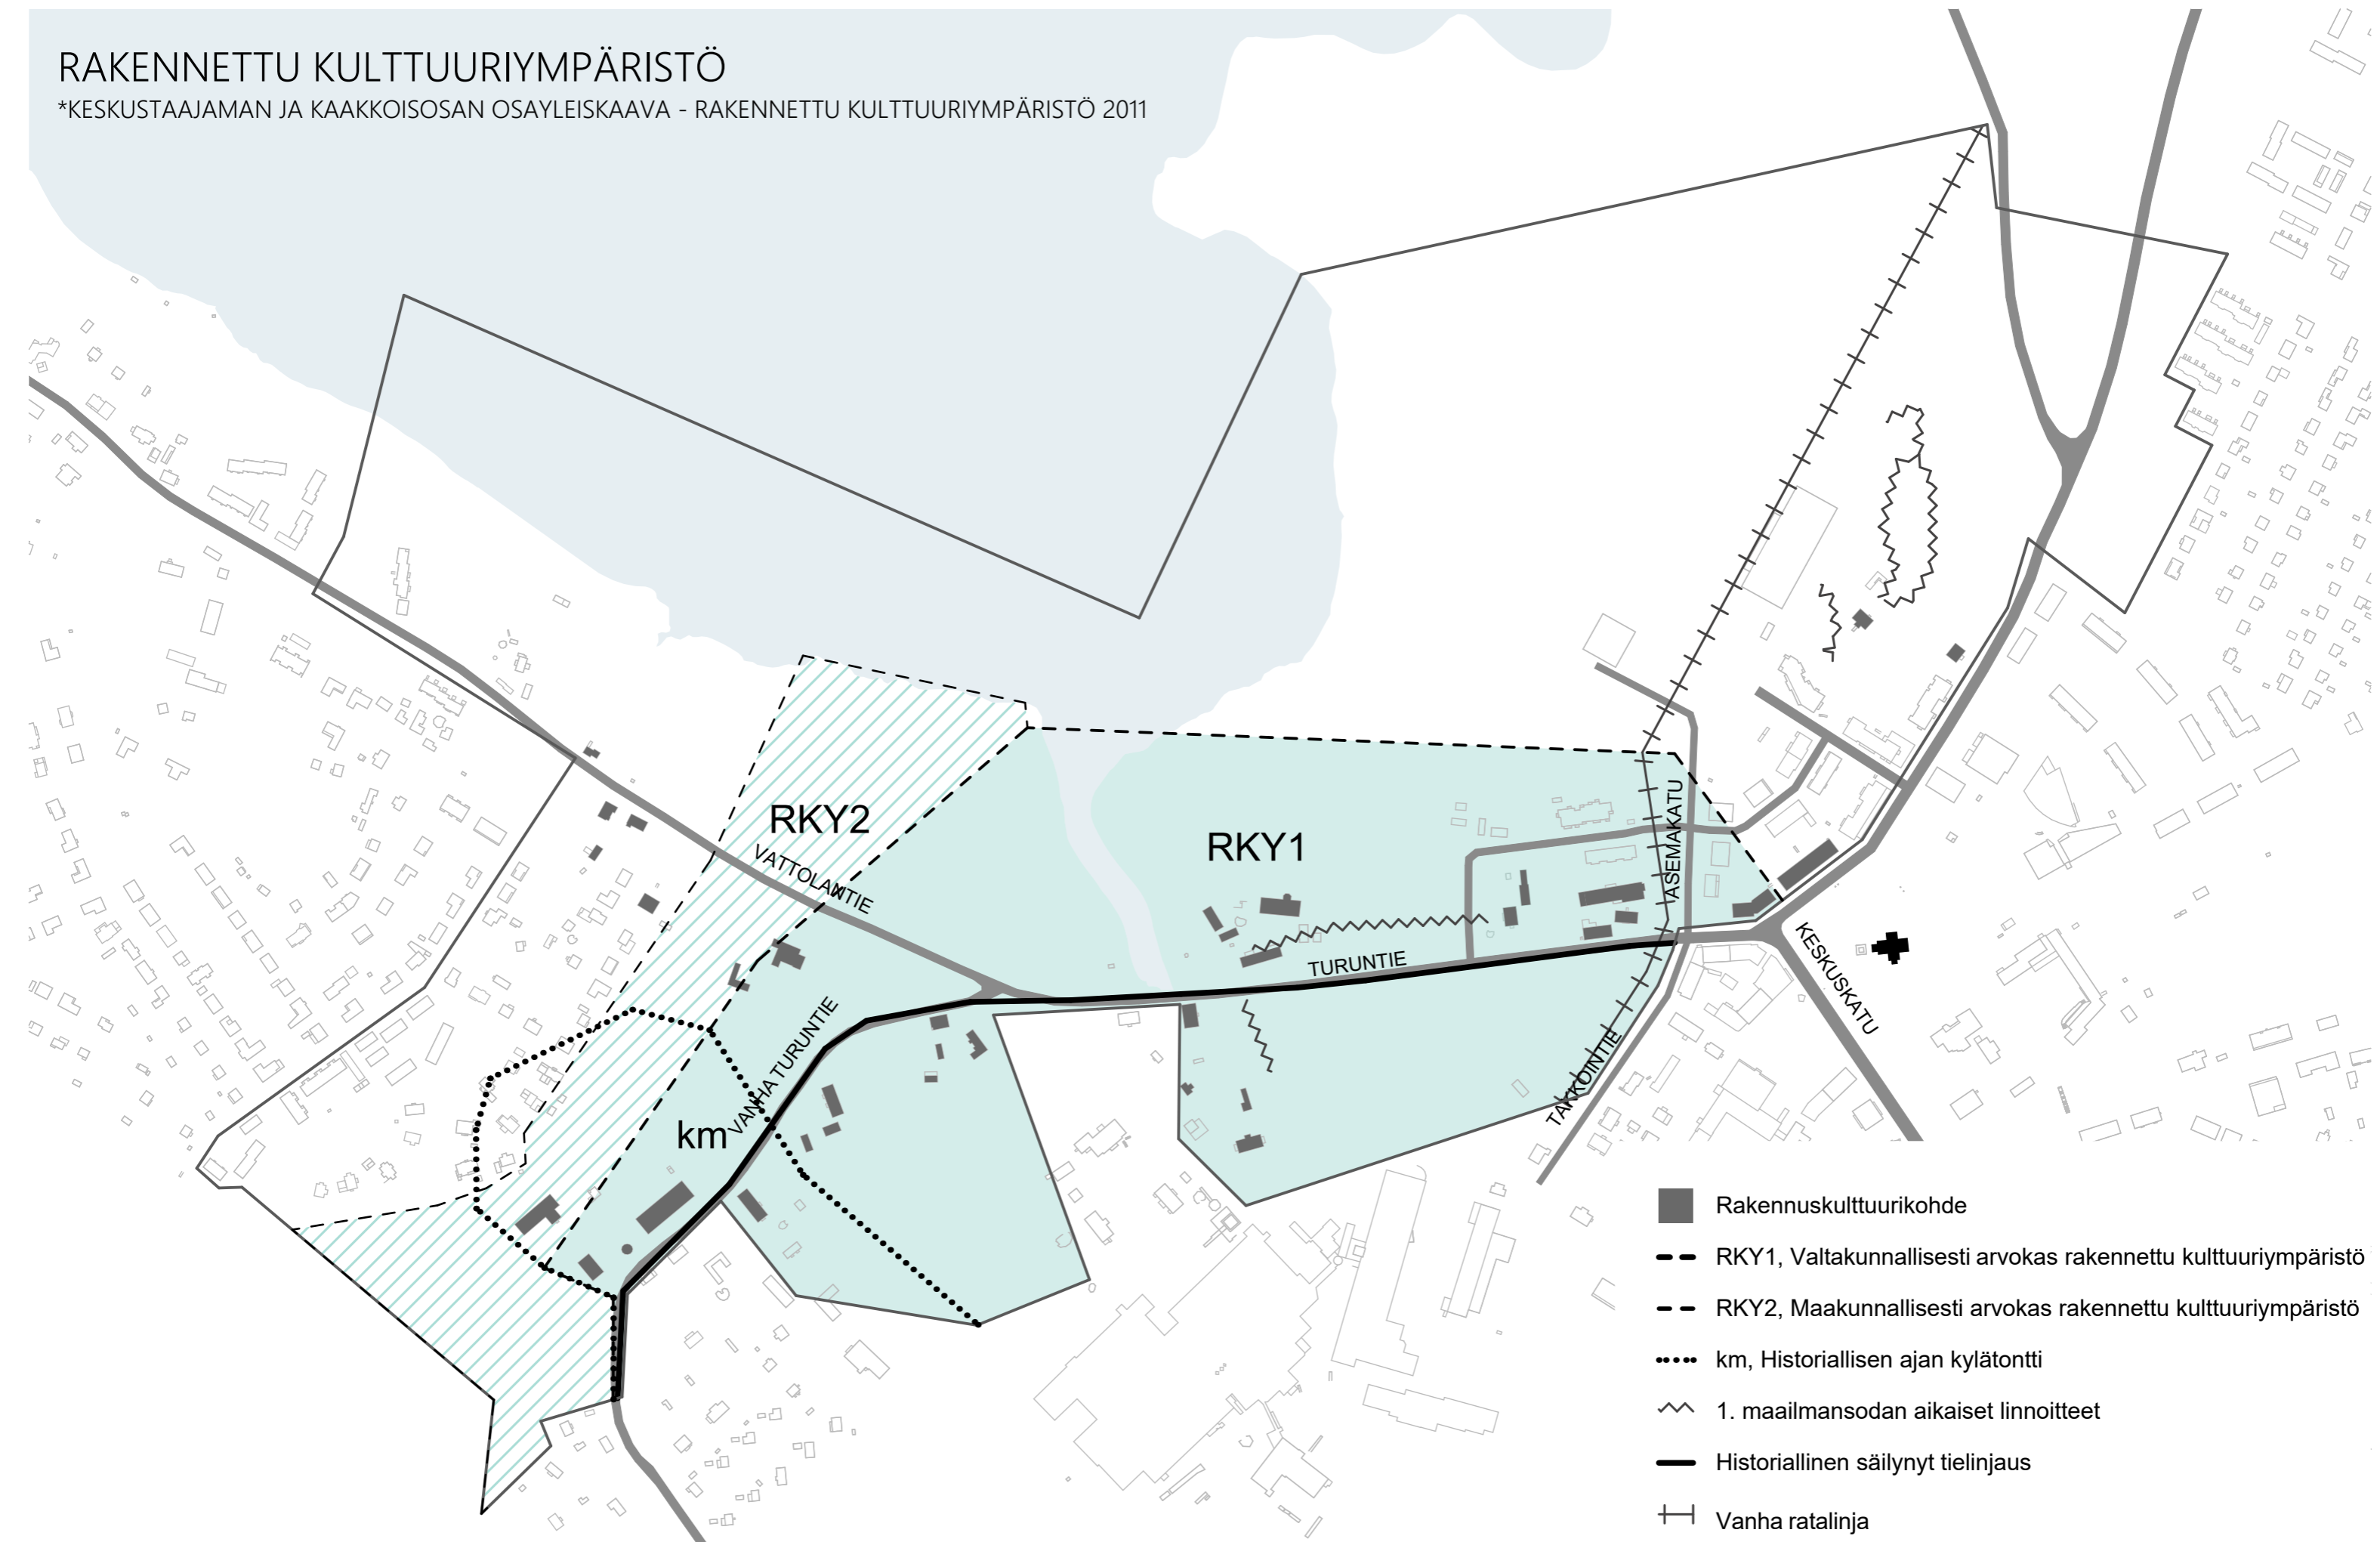 RAKENNETTU KULTTUURIYMPÄRISTÖ
*KESKUSTAAJAMAN JA KAAKKOISOSAN OSAYLEISKAAVA - RAKENNETTU KULTTUURIYMPÄRISTÖ 2011
RKY2
VATTOLANTIE
RKY1
ASEMAKATU
TURUNTIE
KESKUSKATU
VANHA TURUNTIE
km
TAKKOINTIE
Rakennuskulttuurikohde
RKY1, Valtakunnallisesti arvokas rakennettu kulttuuriympäristö
RKY2, Maakunnallisesti arvokas rakennettu kulttuuriympäristö
km, Historiallisen ajan kylätontti
1. maailmansodan aikaiset linnoitteet
Historiallinen säilynyt tielinjaus
Vanha ratalinja